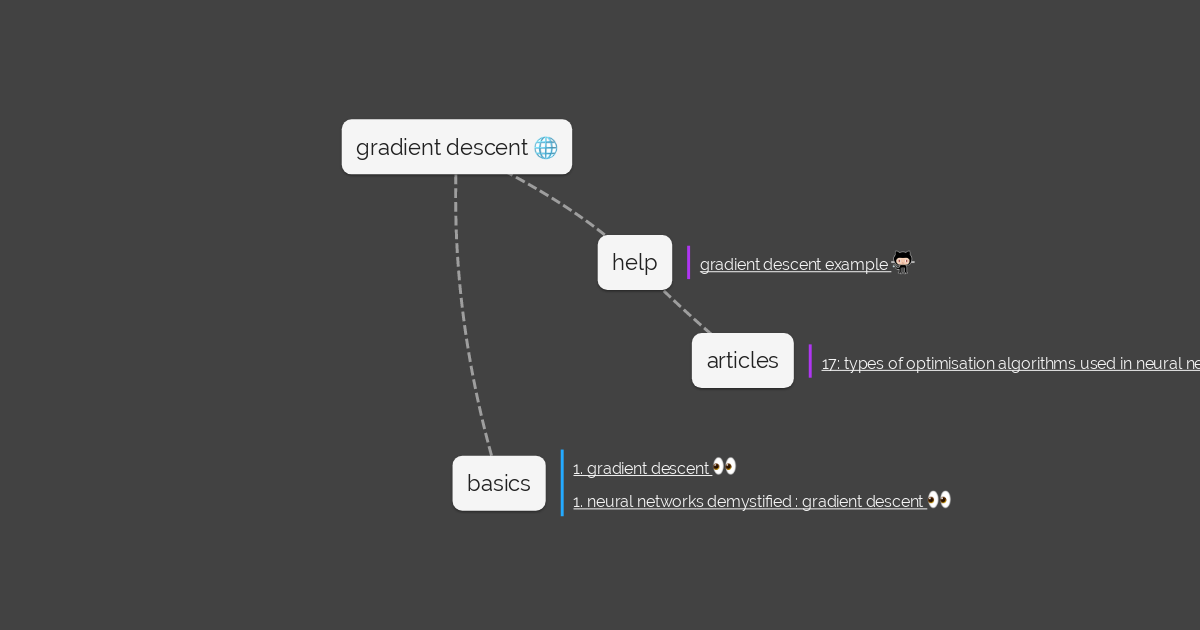 gradient descent 🌐
help
gradient descent example
articles
17: types of optimisation algorithms used in neural
basics
1. gradient descent 👀
1. neural networks demystified : gradient descent 👀